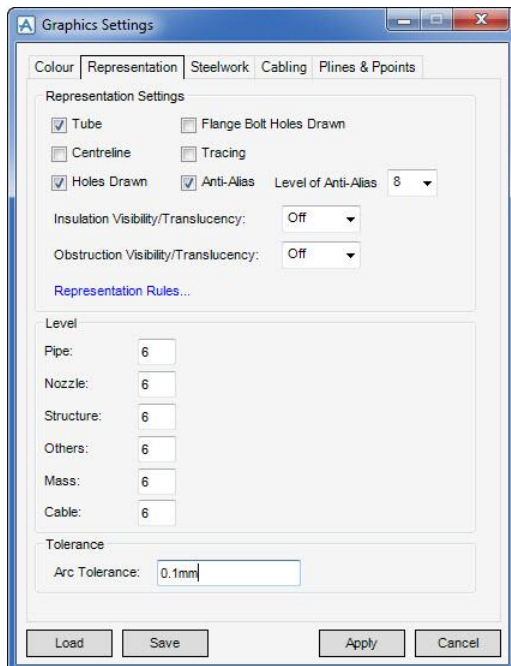 Graphics Settings
Colour Representation Steelwork Cabling Plines & Ppoints
Representation Settings
Tube Flange Bolt Holes Drawn
Centreline Tracing
Holes Drawn Anti-Alias Level of Anti-Alias 8
Insulation Visibility/Translucency: Off
Obstruction Visibility/Translucency: Off
Representation Rules...
Level
Pipe: 6
Nozzle: 6
Structure: 6
Others: 6
Mass: 6
Cable: 6
Tolerance
Arc Tolerance: 0.1mm
Load Save Apply Cancel